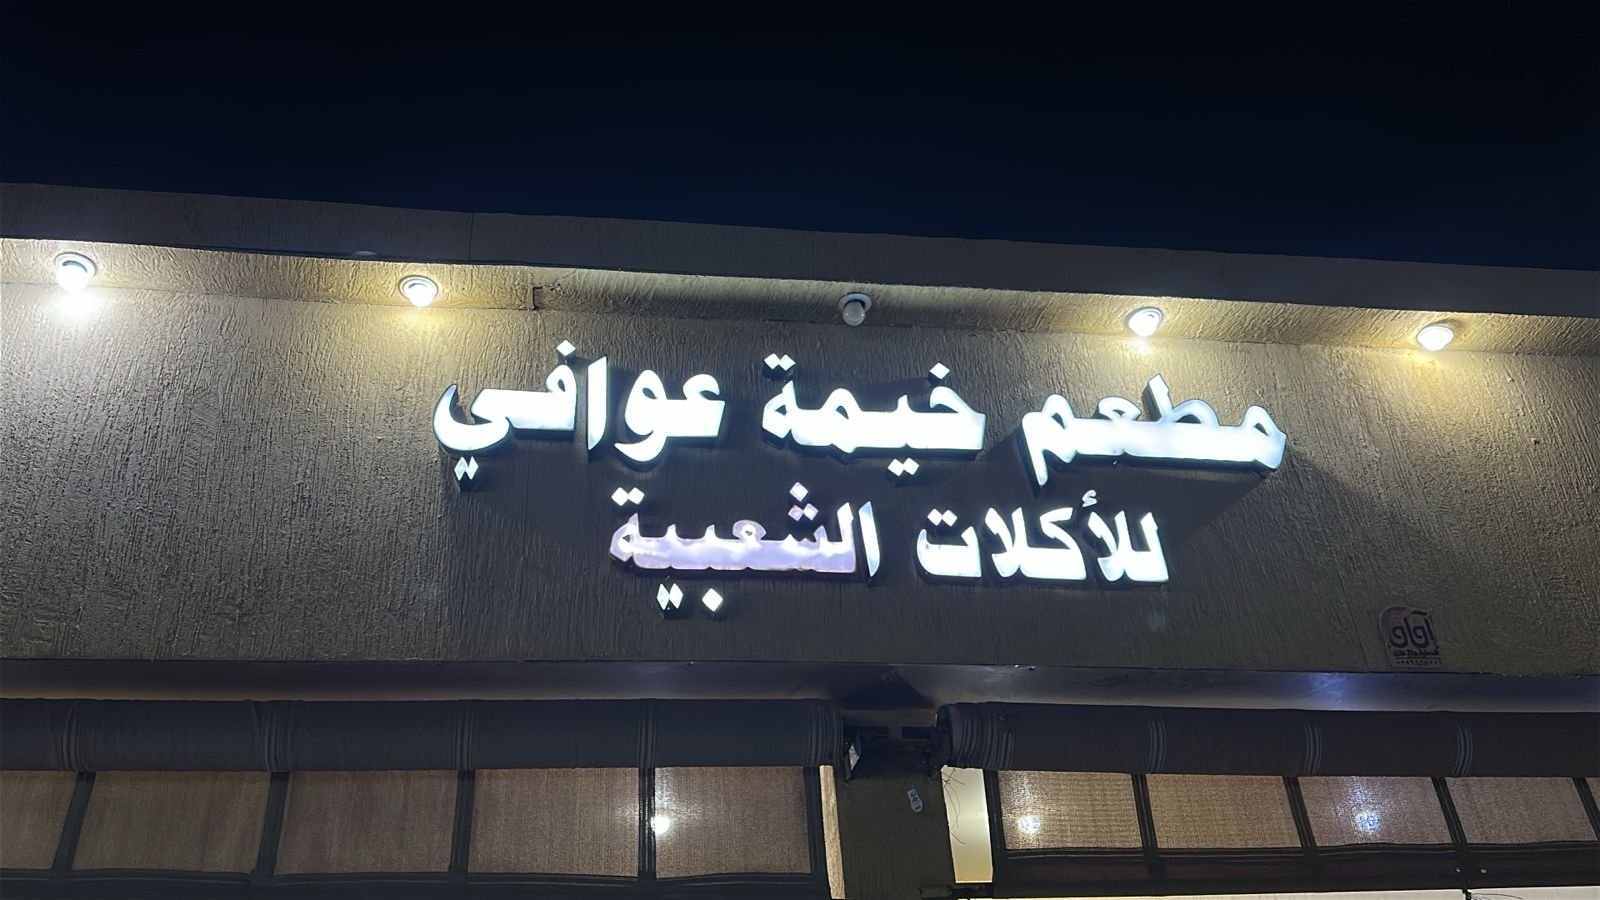 مطعم خيمة عوافي
للأكلات الشعبية